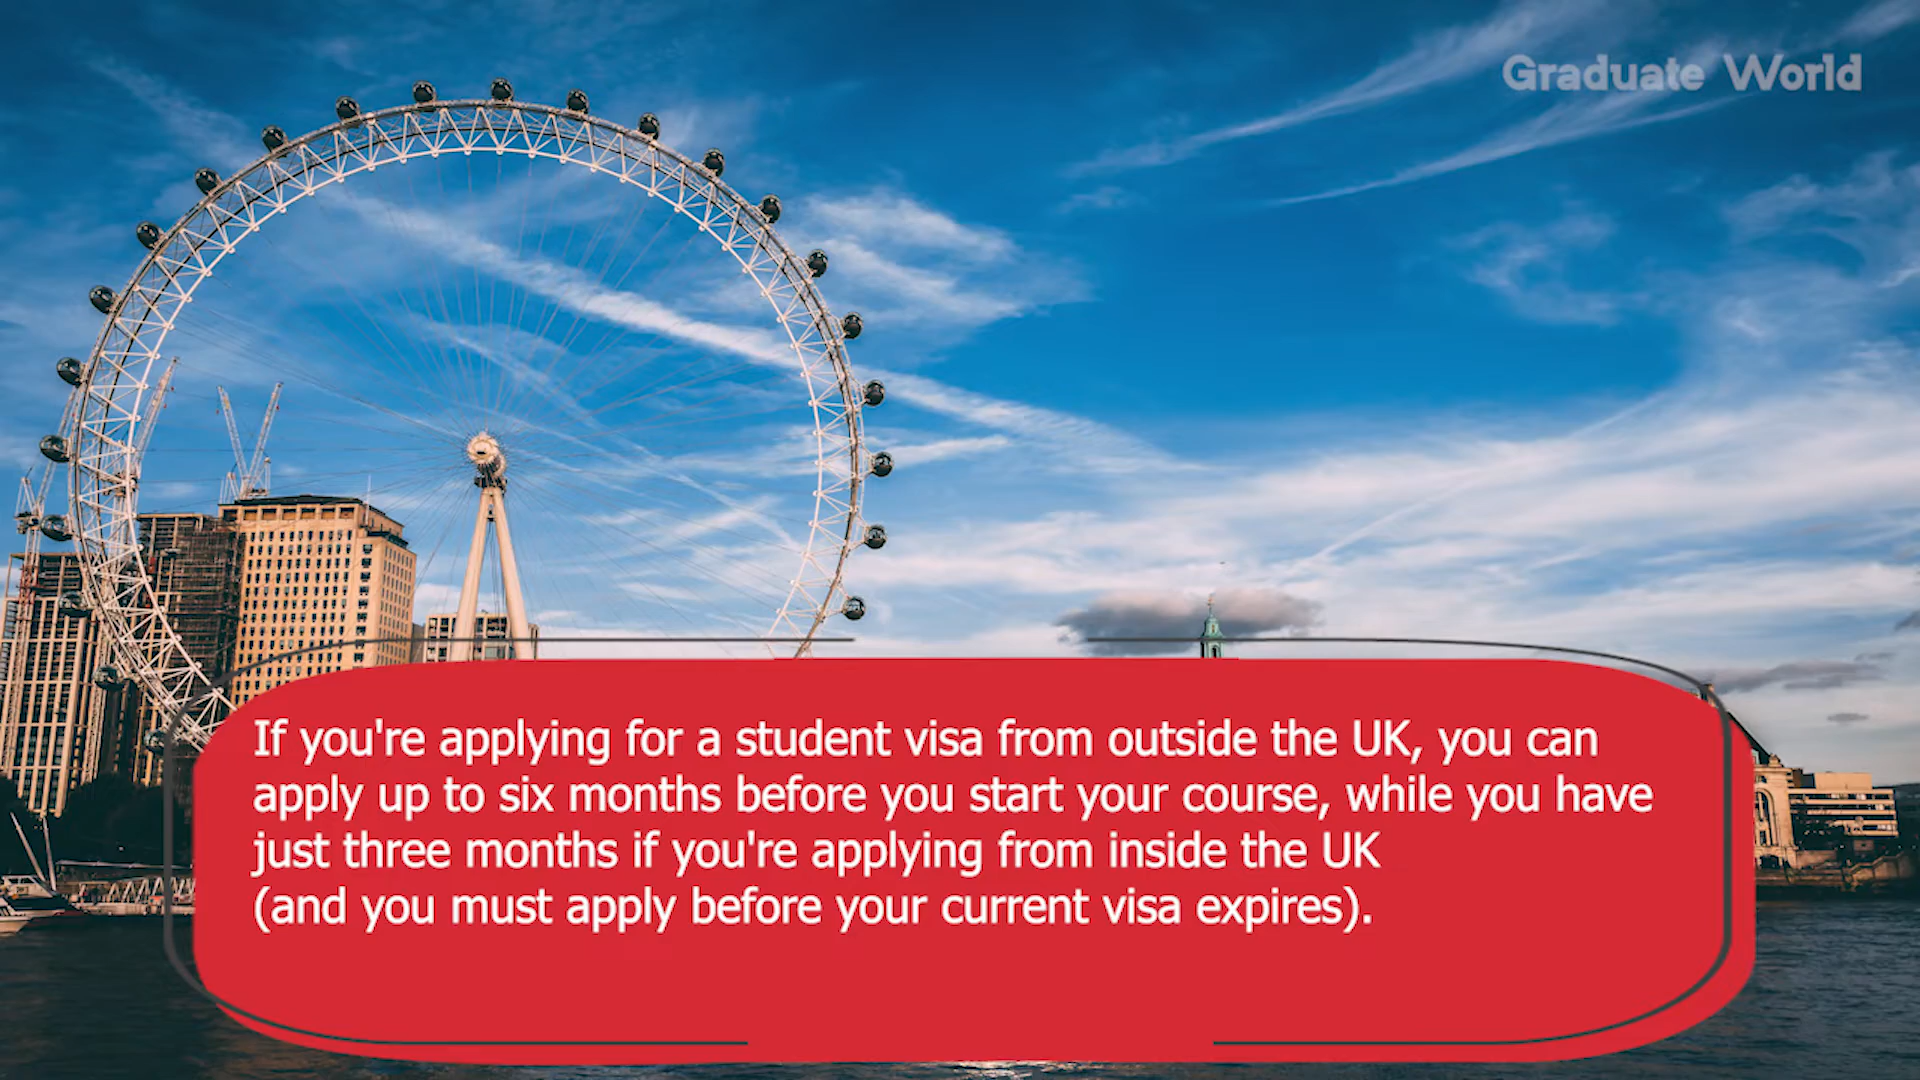 Graduate World
If you're applying for a student visa from outside the UK, you can
apply up to six months before you start your course, while you have
just three months if you're applying from inside the UK
(and you must apply before your current visa expires).